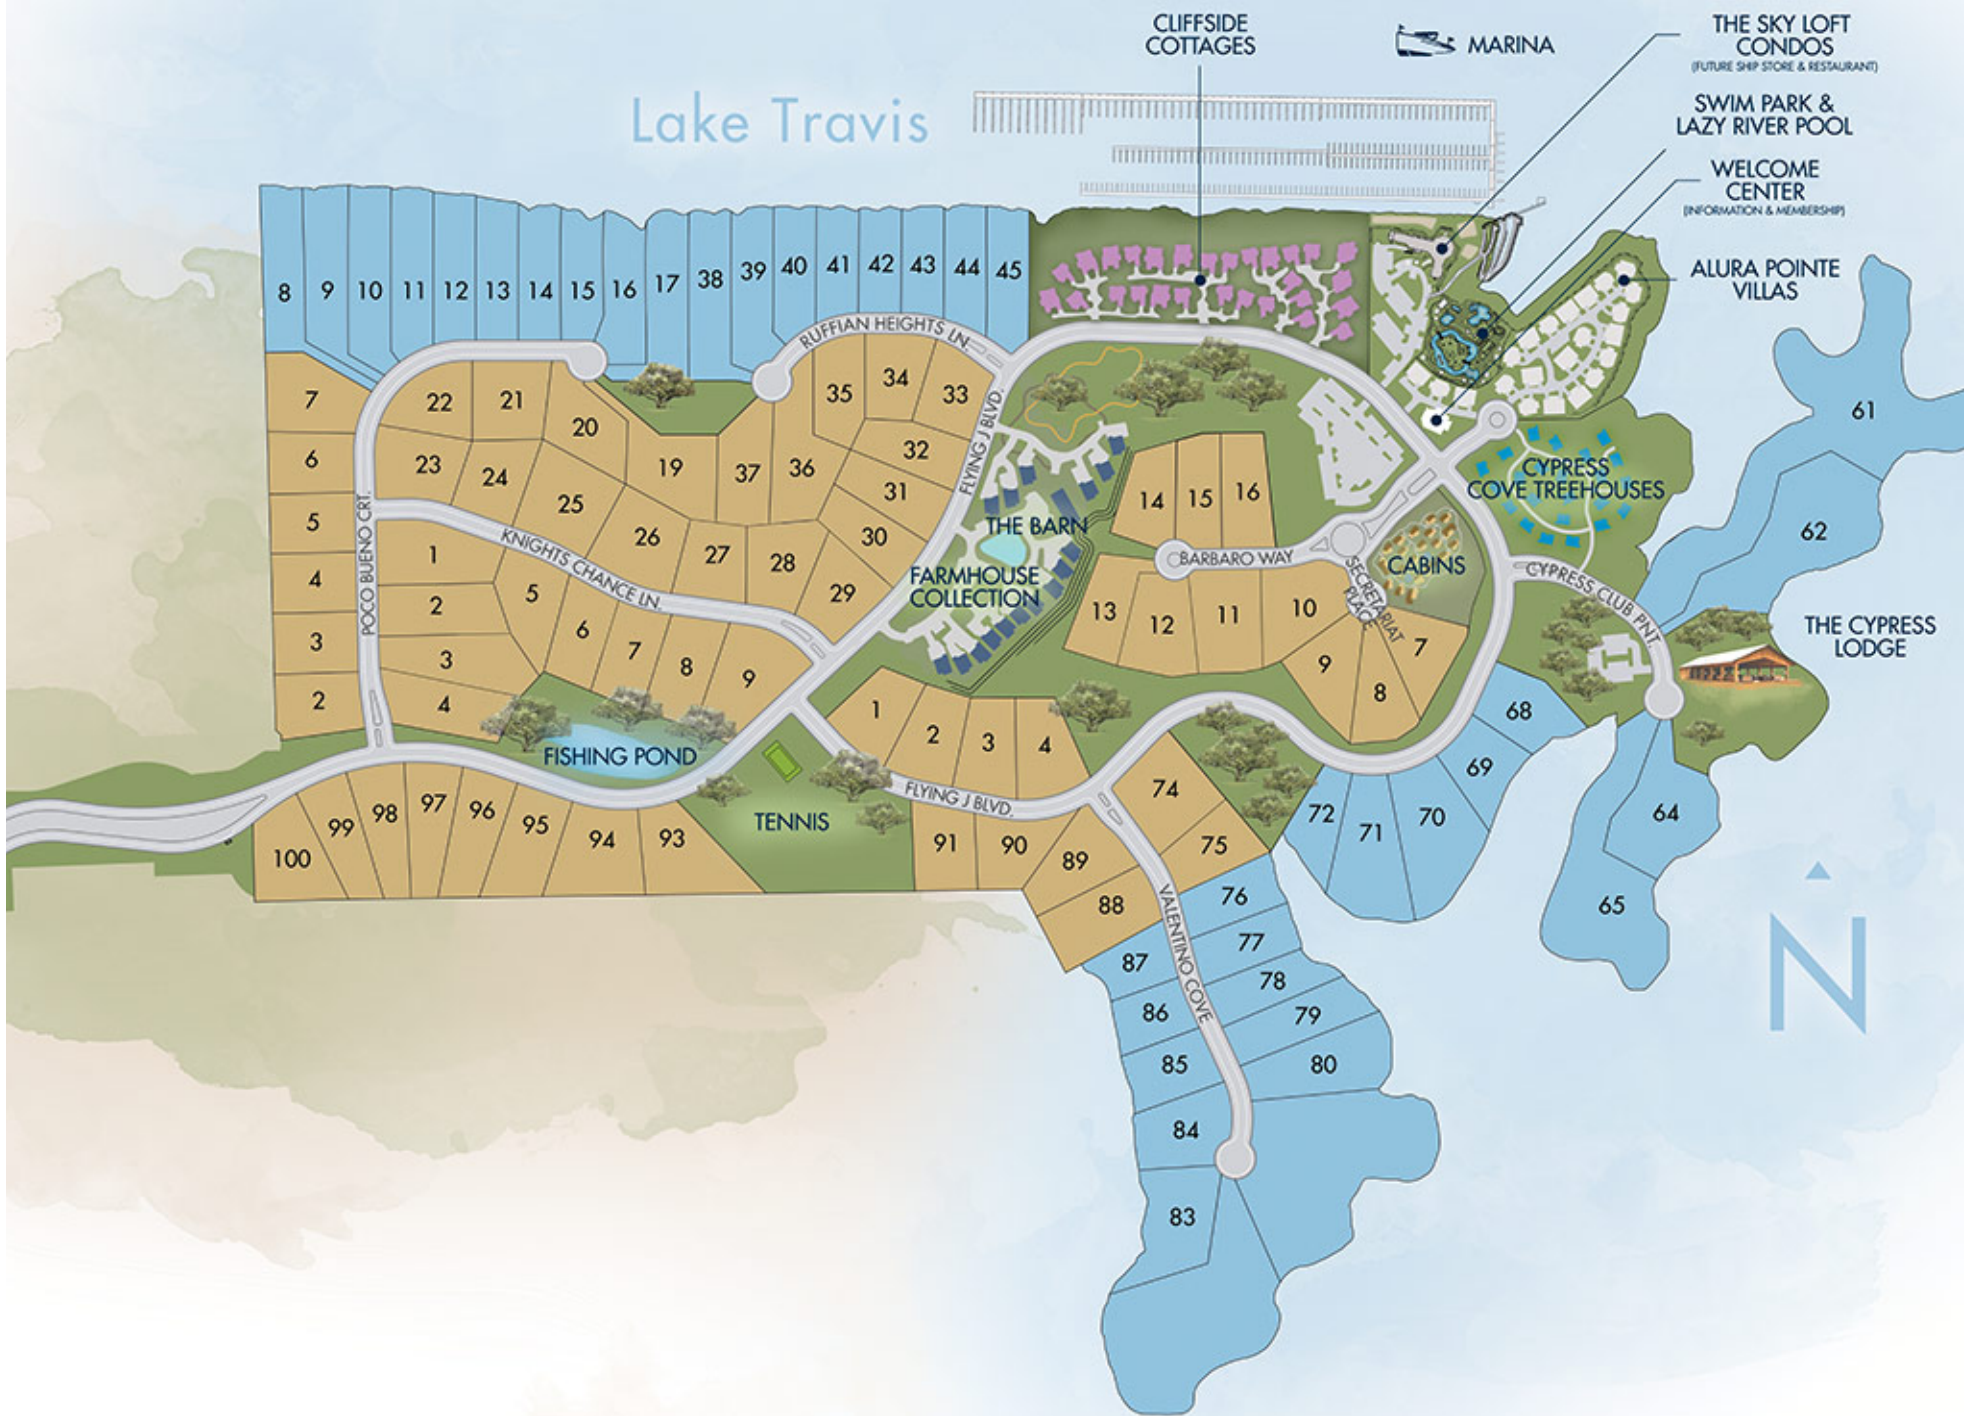 CLIFFSIDE
COTTAGES
MARINA
THE SKY LOFT
CONDOS
(FUTURE SHIP STORE & RESTAURANT)
SWIM PARK &
LAZY RIVER POOL
WELCOME
CENTER
(INFORMATION & MEMBERSHIP)
ALURA POINTE
VILLAS
Lake Travis
8 9 10 11 12 13 14 15 16 17 38 39 40 41 42 43 44 45
RUFFIAN HEIGHTS LN.
7 22 21 20 35 34 33
6 23 24 19 37 36 32
FLYING J BLVD.
31
5 25 26 27 28 30
POCO BUENO CRT.
KNIGHTS CHANCE LN.
4 1 5 29
3 2 6 7 8 9
2 3
4
THE BARN
FARMHOUSE
COLLECTION
14 15 16
BARBARO WAY
13 12 11 10
SECRETARIAT
PLACE
9 8 7
CABINS
CYPRESS
COVE TREEHOUSES
CYPRESS CLUB PNT.
61
62
THE CYPRESS
LODGE
FISHING POND
1 2 3 4
FLYING J BLVD.
TENNIS
100 99 98 97 96 95 94 93
91 90 89 88
74
75
72 71 70 69 68
64
65
VALENTINO COVE
76
77
78
79
80
87
86
85
84
83
N